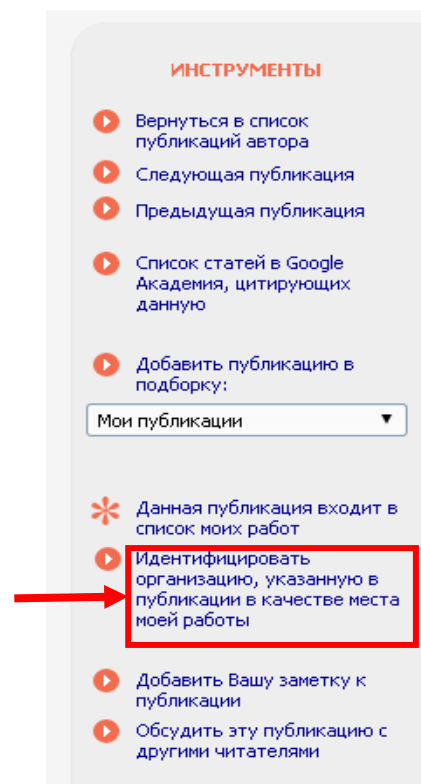 ИНСТРУМЕНТЫ
Вернуться в список
публикаций автора
Следующая публикация
Предыдущая публикация
Список статей в Google
Академия, цитирующих
данную
Добавить публикацию в
подборку:
Мои публикации
Данная публикация входит в
список моих работ
Идентифицировать
организацию, указанную в
публикации в качестве места
моей работы
Добавить Вашу заметку к
публикации
Обсудить эту публикацию с
другими читателями